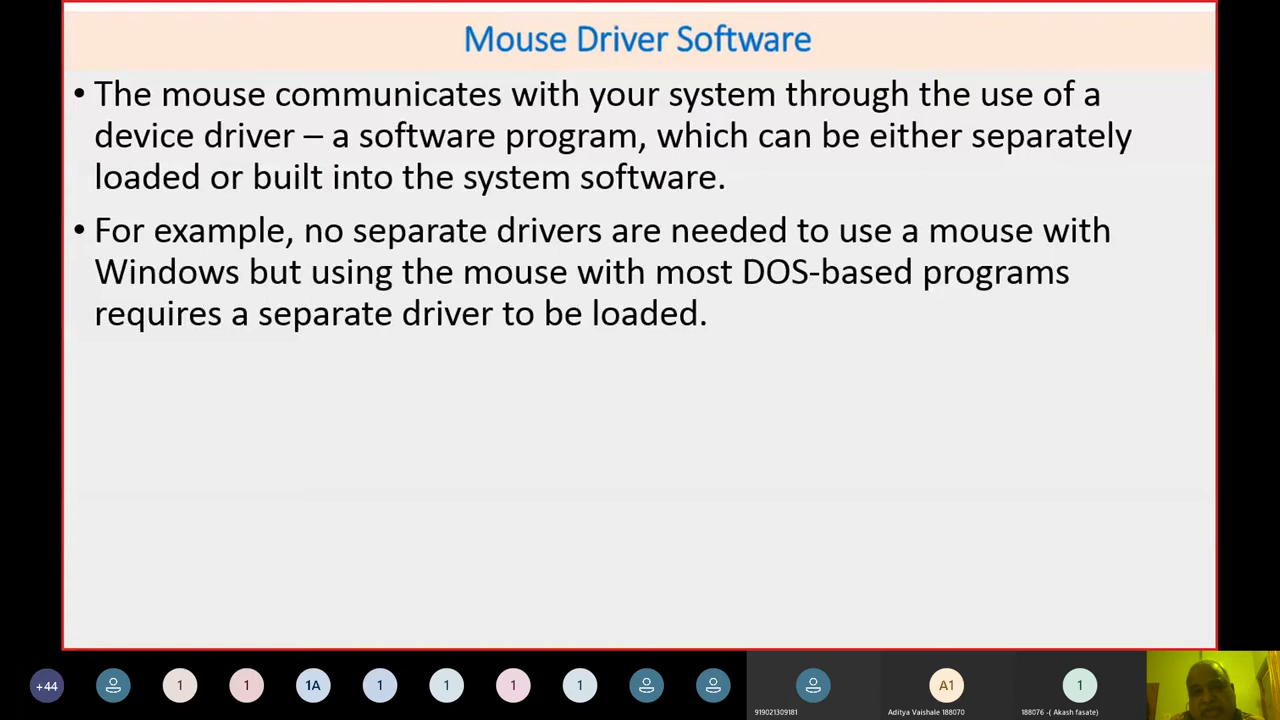 Mouse Driver Software
• The mouse communicates with your system through the use of a
device driver – a software program, which can be either separately
loaded or built into the system software.
• For example, no separate drivers are needed to use a mouse with
Windows but using the mouse with most DOS-based programs
requires a separate driver to be loaded.
+44
1
1
1A
1
1
1
1
A1
1
919021309181
Aditya Vaishale 188070
188076 -( Akash fasate)